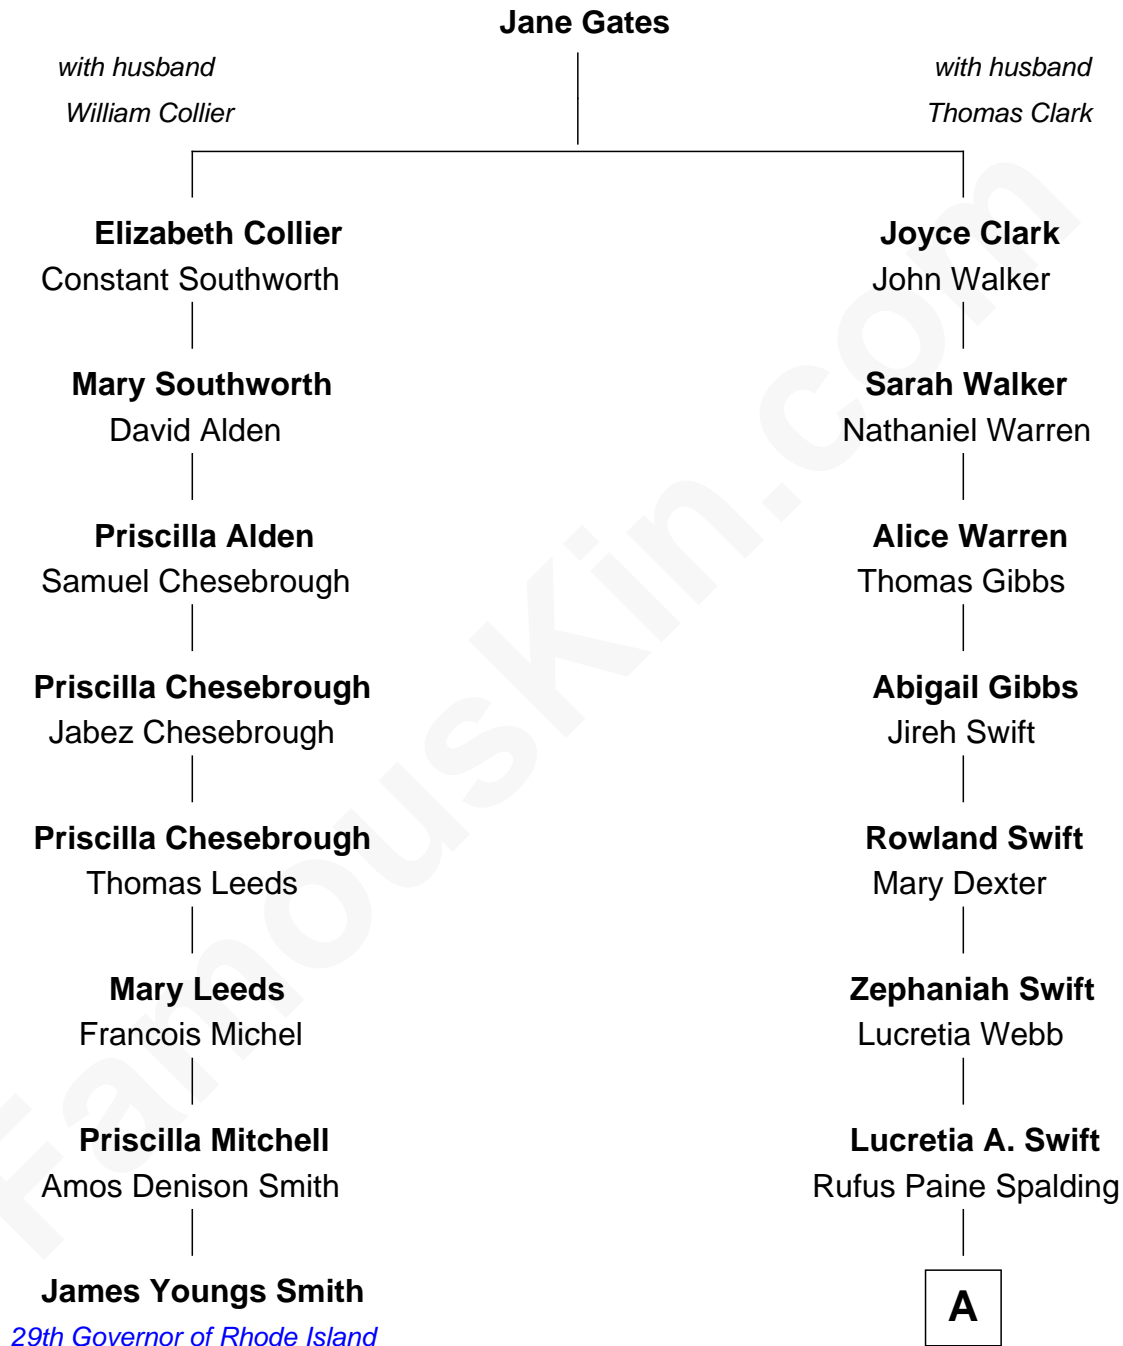 Jane Gates
with husband
William Collier
with husband
Thomas Clark
Elizabeth Collier
Constant Southworth
Joyce Clark
John Walker
Mary Southworth
David Alden
Sarah Walker
Nathaniel Warren
Priscilla Alden
Samuel Chesebrough
Alice Warren
Thomas Gibbs
Priscilla Chesebrough
Jabez Chesebrough
Abigail Gibbs
Jireh Swift
Priscilla Chesebrough
Thomas Leeds
Rowland Swift
Mary Dexter
Mary Leeds
Francois Michel
Zephaniah Swift
Lucretia Webb
Priscilla Mitchell
Amos Denison Smith
Lucretia A. Swift
Rufus Paine Spalding
James Youngs Smith
29th Governor of Rhode Island
A
FamousKin.com